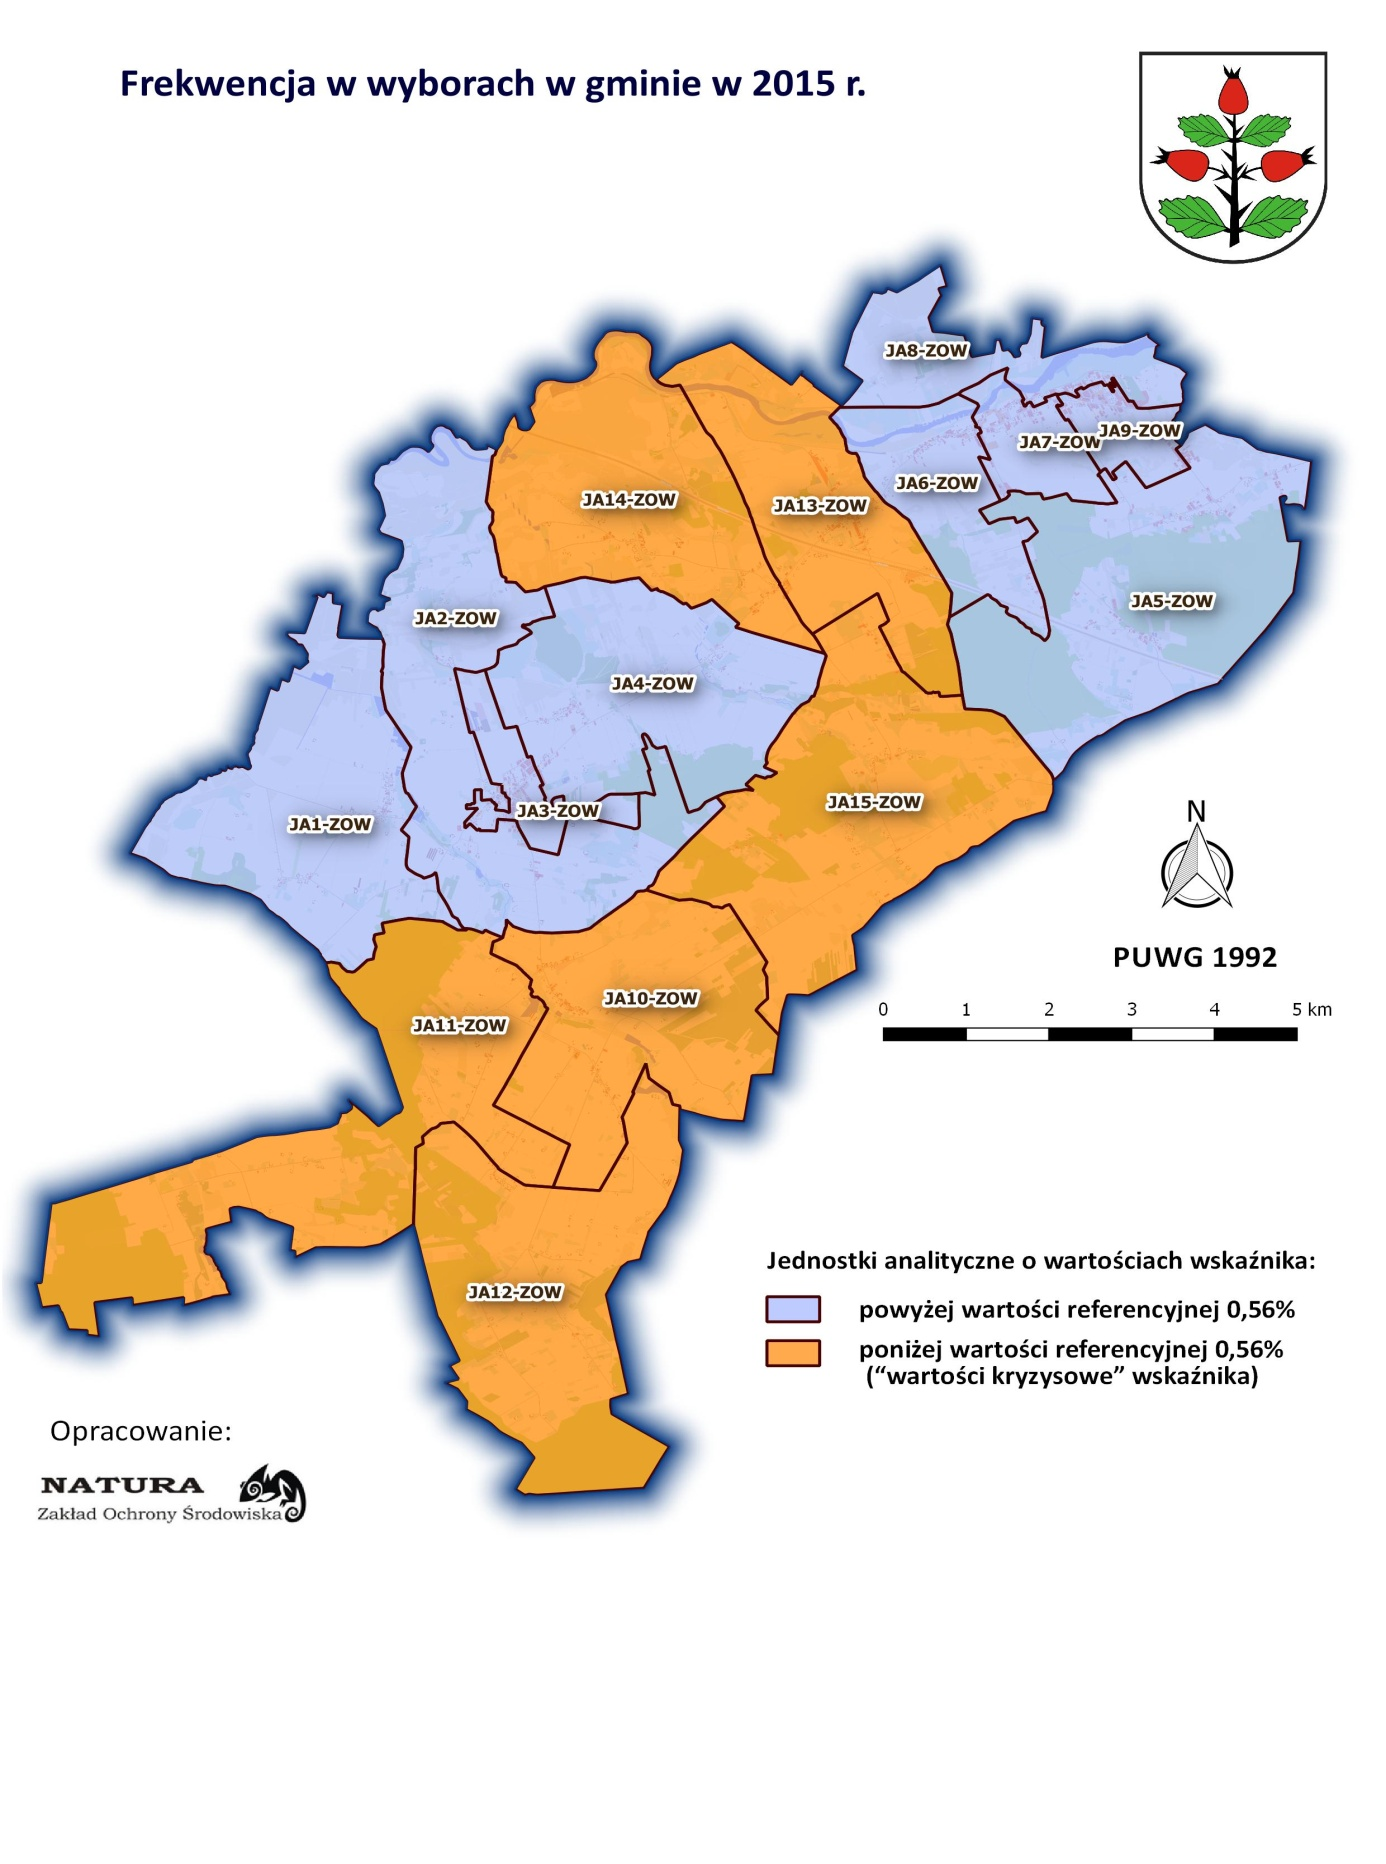 Frekwencja w wyborach w gminie w 2015 r.
JA8-ZOW
JA9-ZOW
JA7-ZOW
JA6-ZOW
JA14-ZOW
JA13-ZOW
JA5-ZOW
JA2-ZOW
JA4-ZOW
JA15-ZOW
JA3-ZOW
JA1-ZOW
N
PUWG 1992
JA10-ZOW
JA11-ZOW
0 1 2 3 4 5 km
Jednostki analityczne o wartościach wskaźnika:
JA12-ZOW
powyżej wartości referencyjnej 0,56%
poniżej wartości referencyjnej 0,56%
(“wartości kryzysowe” wskaźnika)
Opracowanie:
NATURA
Zakład Ochrony Środowiska